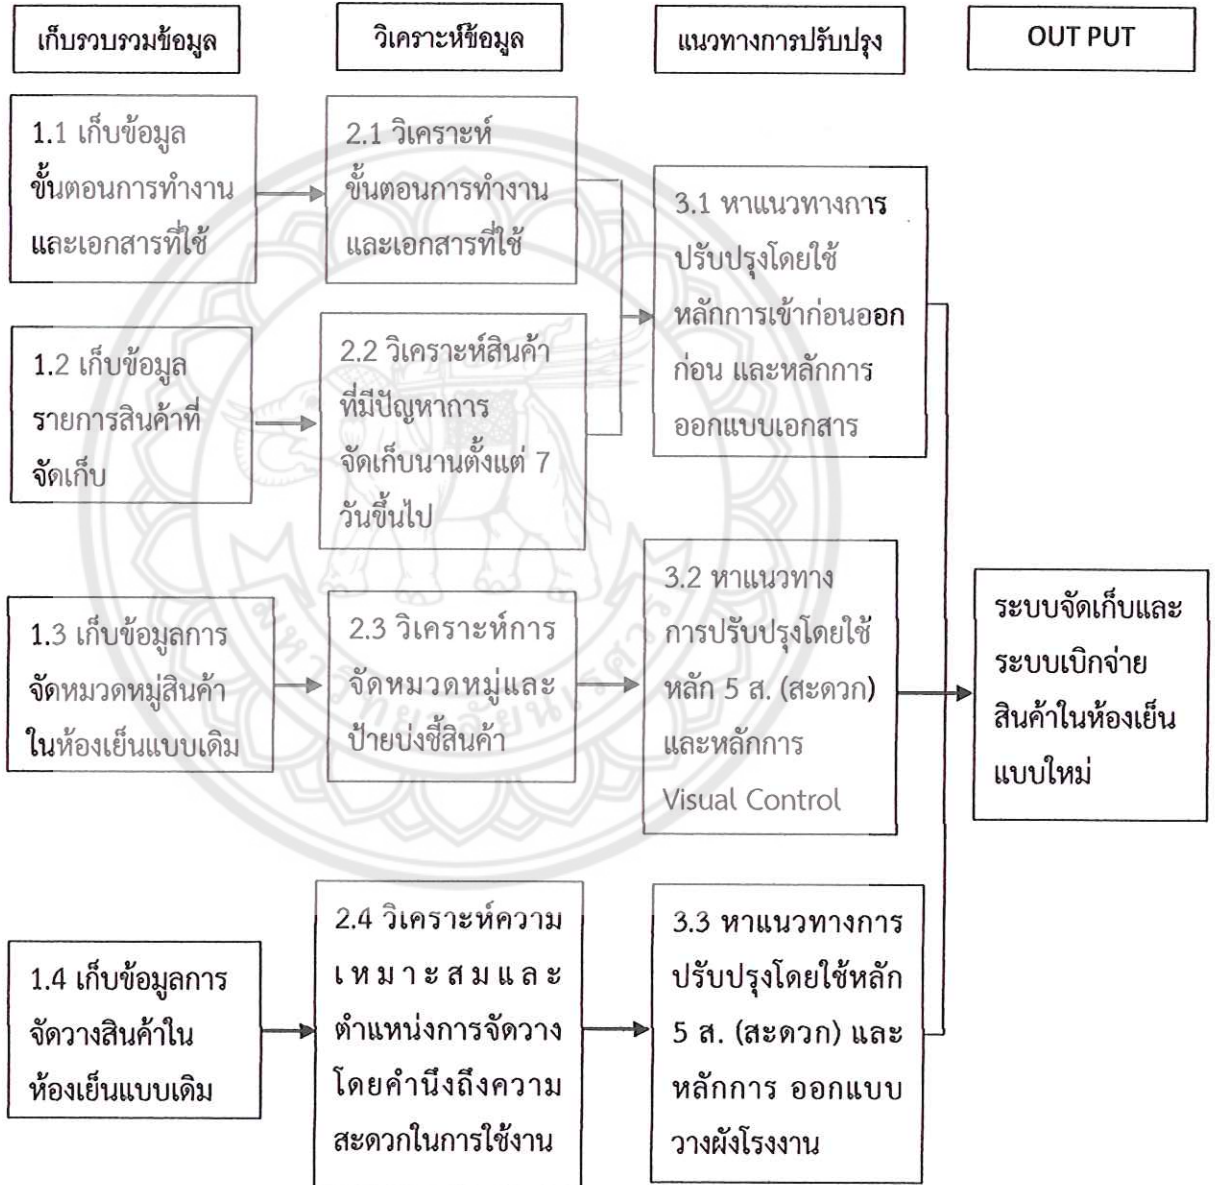 เก็บรวบรวมข้อมูล
วิเคราะห์ข้อมูล
แนวทางการปรับปรุง
OUT PUT
1.1 เก็บข้อมูล
ขั้นตอนการทำงาน
และเอกสารที่ใช้
2.1 วิเคราะห์
ขั้นตอนการทำงาน
และเอกสารที่ใช้
3.1 หาแนวทางการ
ปรับปรุงโดยใช้
หลักการเข้าก่อนออก
ก่อน และหลักการ
ออกแบบเอกสาร
1.2 เก็บข้อมูล
รายการสินค้าที่
จัดเก็บ
2.2 วิเคราะห์สินค้า
ที่มีปัญหาการ
จัดเก็บนานตั้งแต่ 7
วันขึ้นไป
1.3 เก็บข้อมูลการ
จัดหมวดหมู่สินค้า
ในห้องเย็นแบบเดิม
2.3 วิเคราะห์การ
จัดหมวดหมู่และ
ป้ายบ่งชี้สินค้า
3.2 หาแนวทาง
การปรับปรุงโดยใช้
หลัก 5 ส. (สะดวก)
และหลักการ
Visual Control
ระบบจัดเก็บและ
ระบบเบิกจ่าย
สินค้าในห้องเย็น
แบบใหม่
1.4 เก็บข้อมูลการ
จัดวางสินค้าใน
ห้องเย็นแบบเดิม
2.4 วิเคราะห์ความ
เหมาะสมและ
ตำแหน่งการจัดวาง
โดยคำนึงถึงความ
สะดวกในการใช้งาน
3.3 หาแนวทางการ
ปรับปรุงโดยใช้หลัก
5 ส. (สะดวก) และ
หลักการ ออกแบบ
วางผังโรงงาน
มหาวิทยาลัยนเรศวร